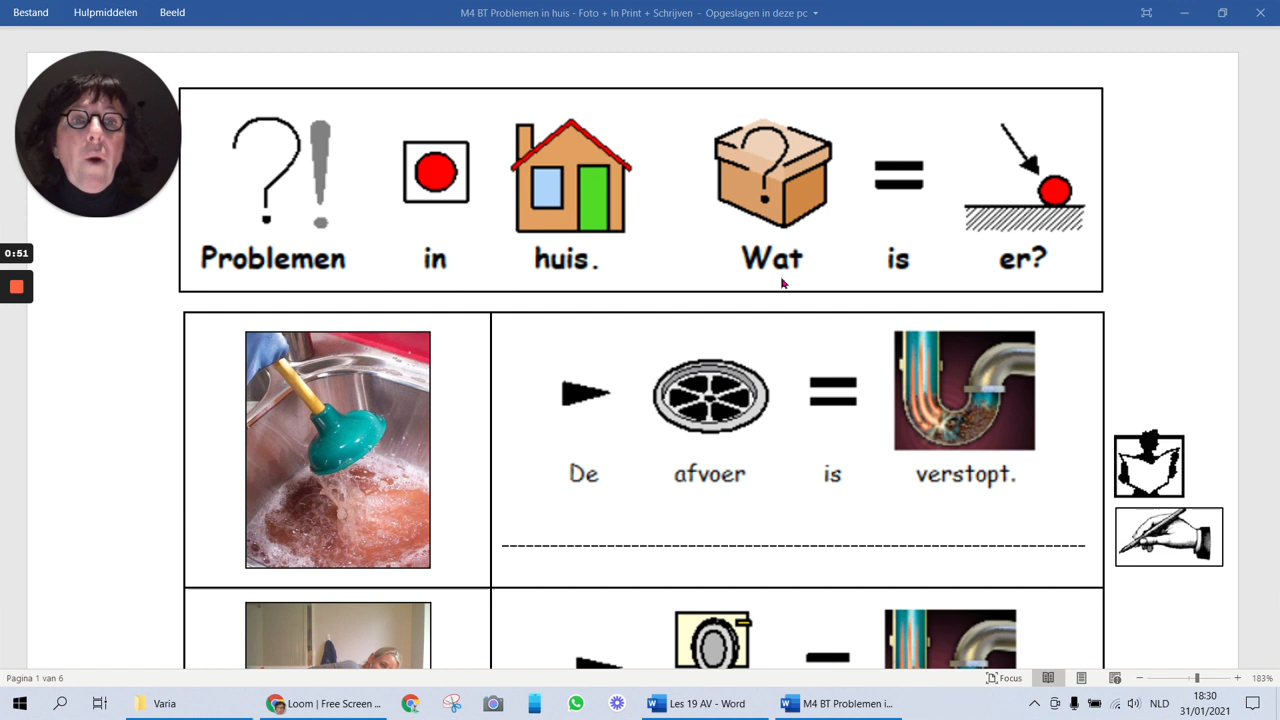 Bestand Hulpmiddelen Beeld M4 BT Problemen in huis - Foto + In Print + Schrijven - Opgeslagen in deze pc
Problemen in huis. Wat is er?
0:51
De afvoer is verstopt.
Pagina 1 van 6 Focus 183%
Varia Loom | Free Screen ... Les 19 AV - Word M4 BT Problemen i... NLD 18:30
31/01/2021